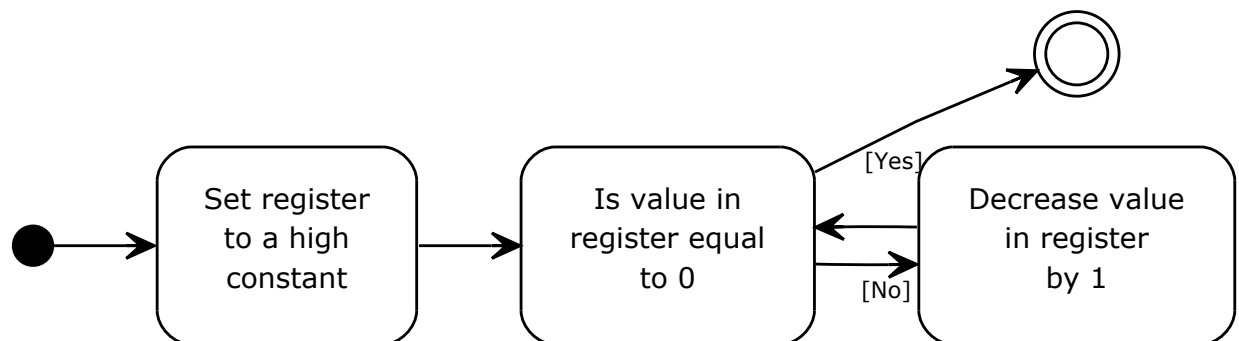 Set register
to a high
constant
Is value in
register equal
to 0
[Yes]
[No]
Decrease value
in register
by 1